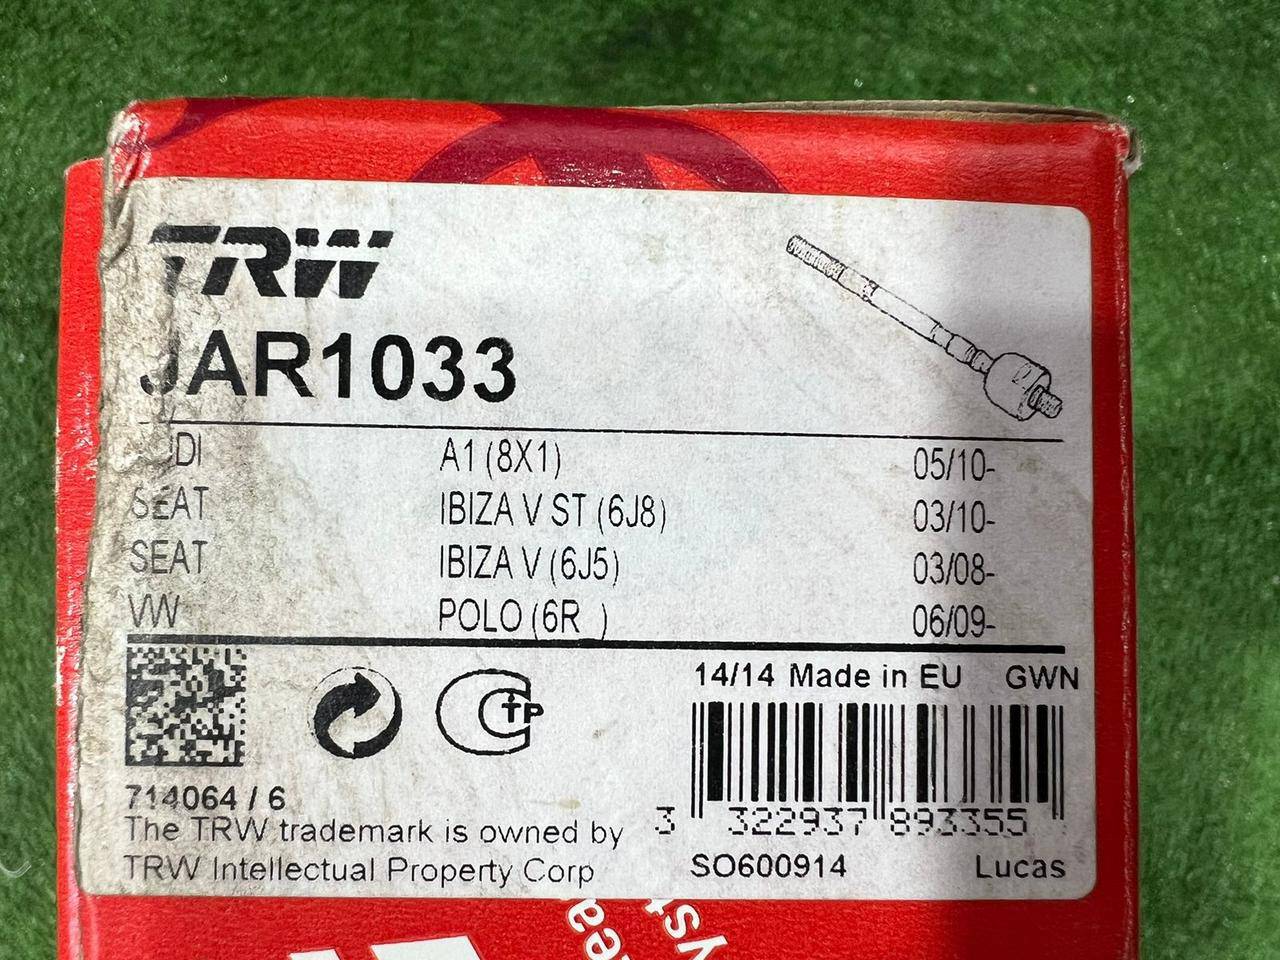 TRW
JAR1033
AUDI A1 (8X1) 05/10-
SEAT IBIZA V ST (6J8) 03/10-
SEAT IBIZA V (6J5) 03/08-
VW POLO (6R ) 06/09-
14/14 Made in EU GWN
714064 / 6
The TRW trademark is owned by
TRW Intellectual Property Corp
3 322937 893355
SO600914 Lucas